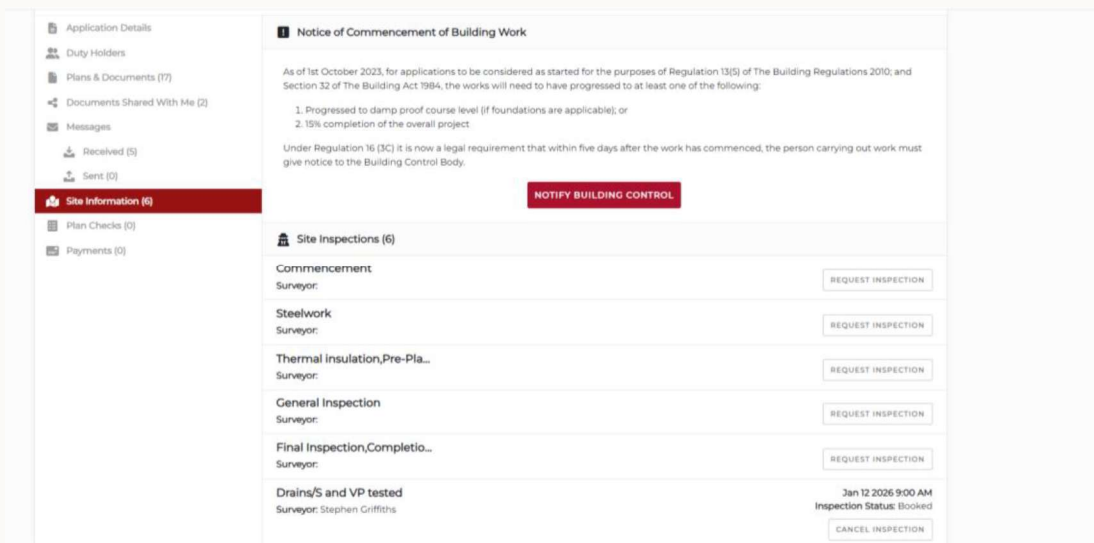 Application Details
Duty Holders
Plans & Documents (17)
Documents Shared With Me (2)
Messages
Received (5)
Sent (0)
Site Information (6)
Plan Checks (0)
Payments (0)
Notice of Commencement of Building Work
As of 1st October 2023, for applications to be considered as started for the purposes of Regulation 13(5) of The Building Regulations 2010; and
Section 32 of The Building Act 1984, the works will need to have progressed to at least one of the following:
1. Progressed to damp proof course level (if foundations are applicable); or
2. 15% completion of the overall project
Under Regulation 16 (3C) it is now a legal requirement that within five days after the work has commenced, the person carrying out work must
give notice to the Building Control Body.
NOTIFY BUILDING CONTROL
Site Inspections (6)
Commencement
Surveyor:
REQUEST INSPECTION
Steelwork
Surveyor:
REQUEST INSPECTION
Thermal insulation,Pre-Pla...
Surveyor:
REQUEST INSPECTION
General Inspection
Surveyor:
REQUEST INSPECTION
Final Inspection,Completio...
Surveyor:
REQUEST INSPECTION
Drains/S and VP tested
Surveyor: Stephen Griffiths
Jan 12 2026 9:00 AM
Inspection Status: Booked
CANCEL INSPECTION